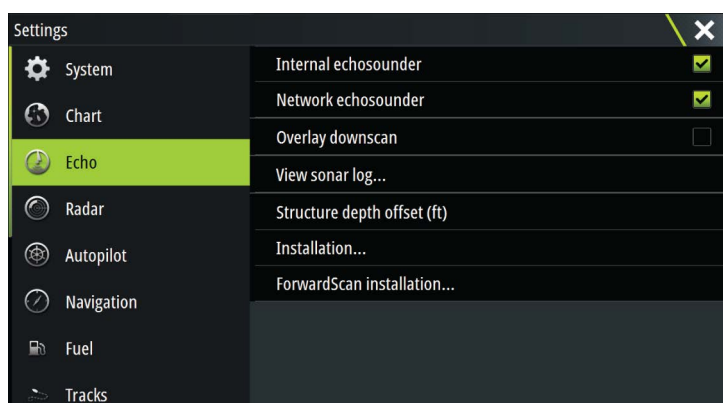 Settings
System
Chart
Echo
Radar
Autopilot
Navigation
Fuel
Tracks
Internal echosounder
Network echosounder
Overlay downscan
View sonar log...
Structure depth offset (ft)
Installation...
ForwardScan installation...